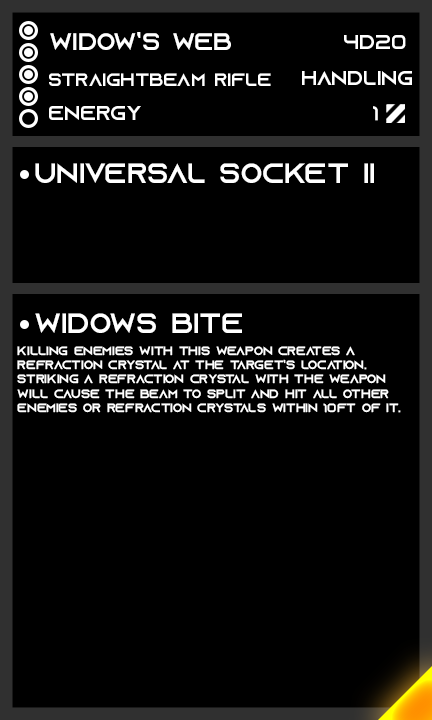 WIDOW'S WEB 4D20
STRAIGHTBEAM RIFLE HANDLING
ENERGY 1
•UNIVERSAL SOCKET II
•WIDOWS BITE
KILLING ENEMIES WITH THIS WEAPON CREATES A
REFRACTION CRYSTAL AT THE TARGET'S LOCATION.
STRIKING A REFRACTION CRYSTAL WITH THE WEAPON
WILL CAUSE THE BEAM TO SPLIT AND HIT ALL OTHER
ENEMIES OR REFRACTION CRYSTALS WITHIN 10FT OF IT.